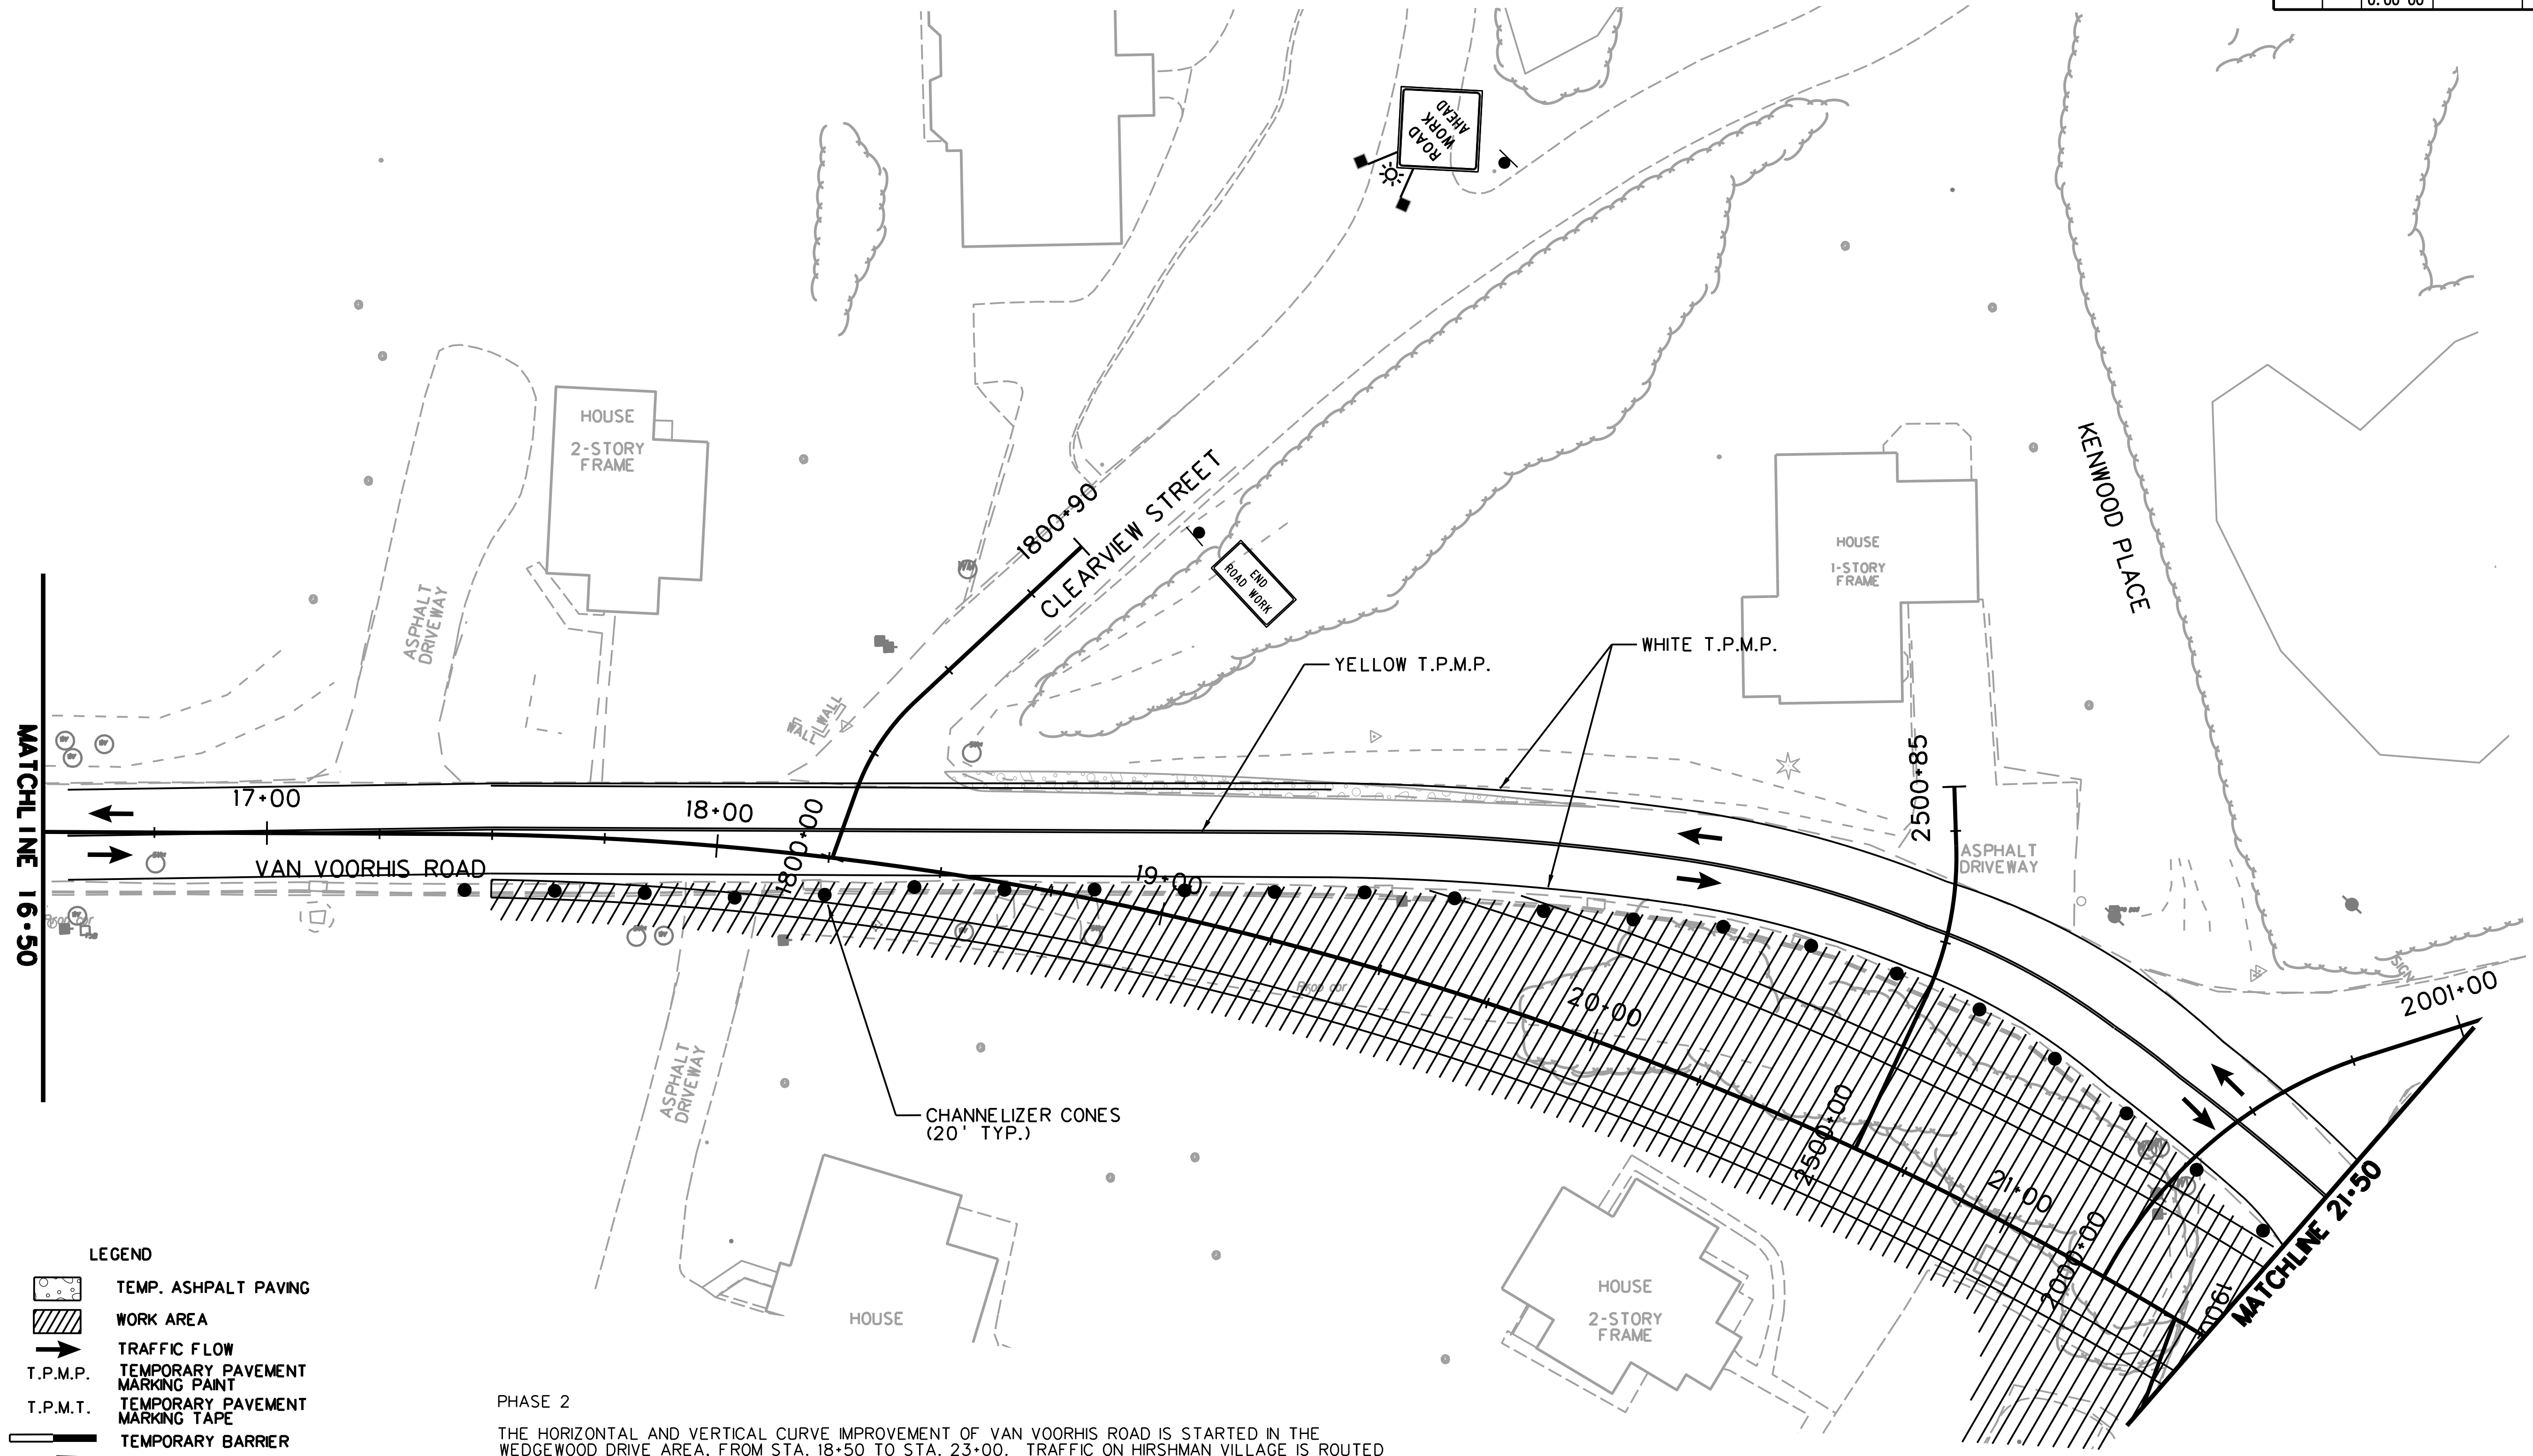 ROAD
WORK
AHEAD
HOUSE
2-STORY
FRAME
1800+90
CLEARVIEW STREET
END
ROAD WORK
KENWOOD PLACE
HOUSE
1-STORY
FRAME
ASPHALT
DRIVEWAY
WHITE T.P.M.P.
YELLOW T.P.M.P.
WALL
WALL
MATCHLINE 16+50
17+00
18+00
1800+00
2500+85
ASPHALT
DRIVEWAY
VAN VOORHIS ROAD
19+00
SIGN
2001+00
20+00
ASPHALT
DRIVEWAY
CHANNELIZER CONES
(20' TYP.)
2500+00
21+00
2000+00
MATCHLINE 21+50
LEGEND
TEMP. ASHPALT PAVING
WORK AREA
TRAFFIC FLOW
T.P.M.P. TEMPORARY PAVEMENT
MARKING PAINT
T.P.M.T. TEMPORARY PAVEMENT
MARKING TAPE
TEMPORARY BARRIER
HOUSE
HOUSE
2-STORY
FRAME
PHASE 2
THE HORIZONTAL AND VERTICAL CURVE IMPROVEMENT OF VAN VOORHIS ROAD IS STARTED IN THE
WEDGEWOOD DRIVE AREA, FROM STA. 18+50 TO STA. 23+00. TRAFFIC ON HIRSHMAN VILLAGE IS ROUTED